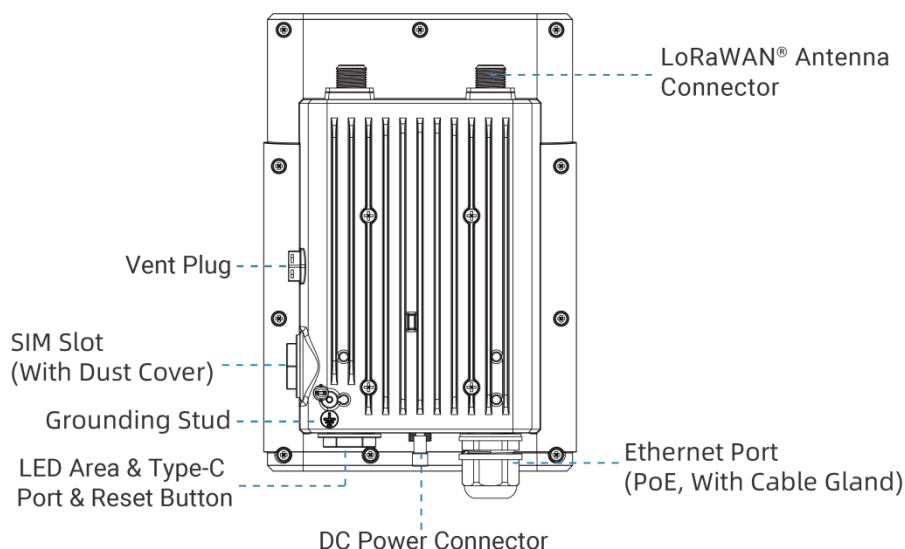 LoRaWAN® Antenna
Connector
Vent Plug
SIM Slot
(With Dust Cover)
Grounding Stud
LED Area & Type-C
Port & Reset Button
Ethernet Port
(PoE, With Cable Gland)
DC Power Connector